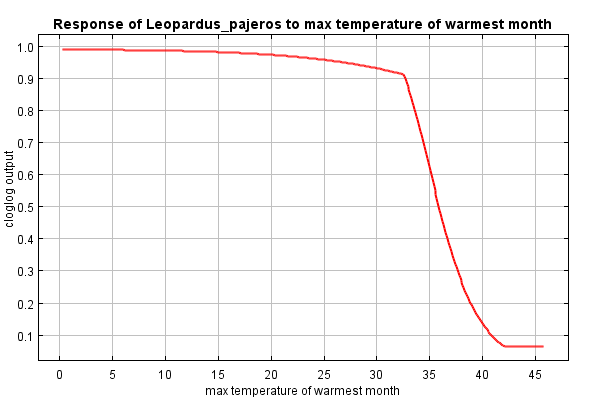 Response of Leopardus_pajeros to max temperature of warmest month
1.0
0.9
0.8
0.7
0.6
0.5
0.4
0.3
0.2
0.1
cloglog output
0 5 10 15 20 25 30 35 40 45
max temperature of warmest month